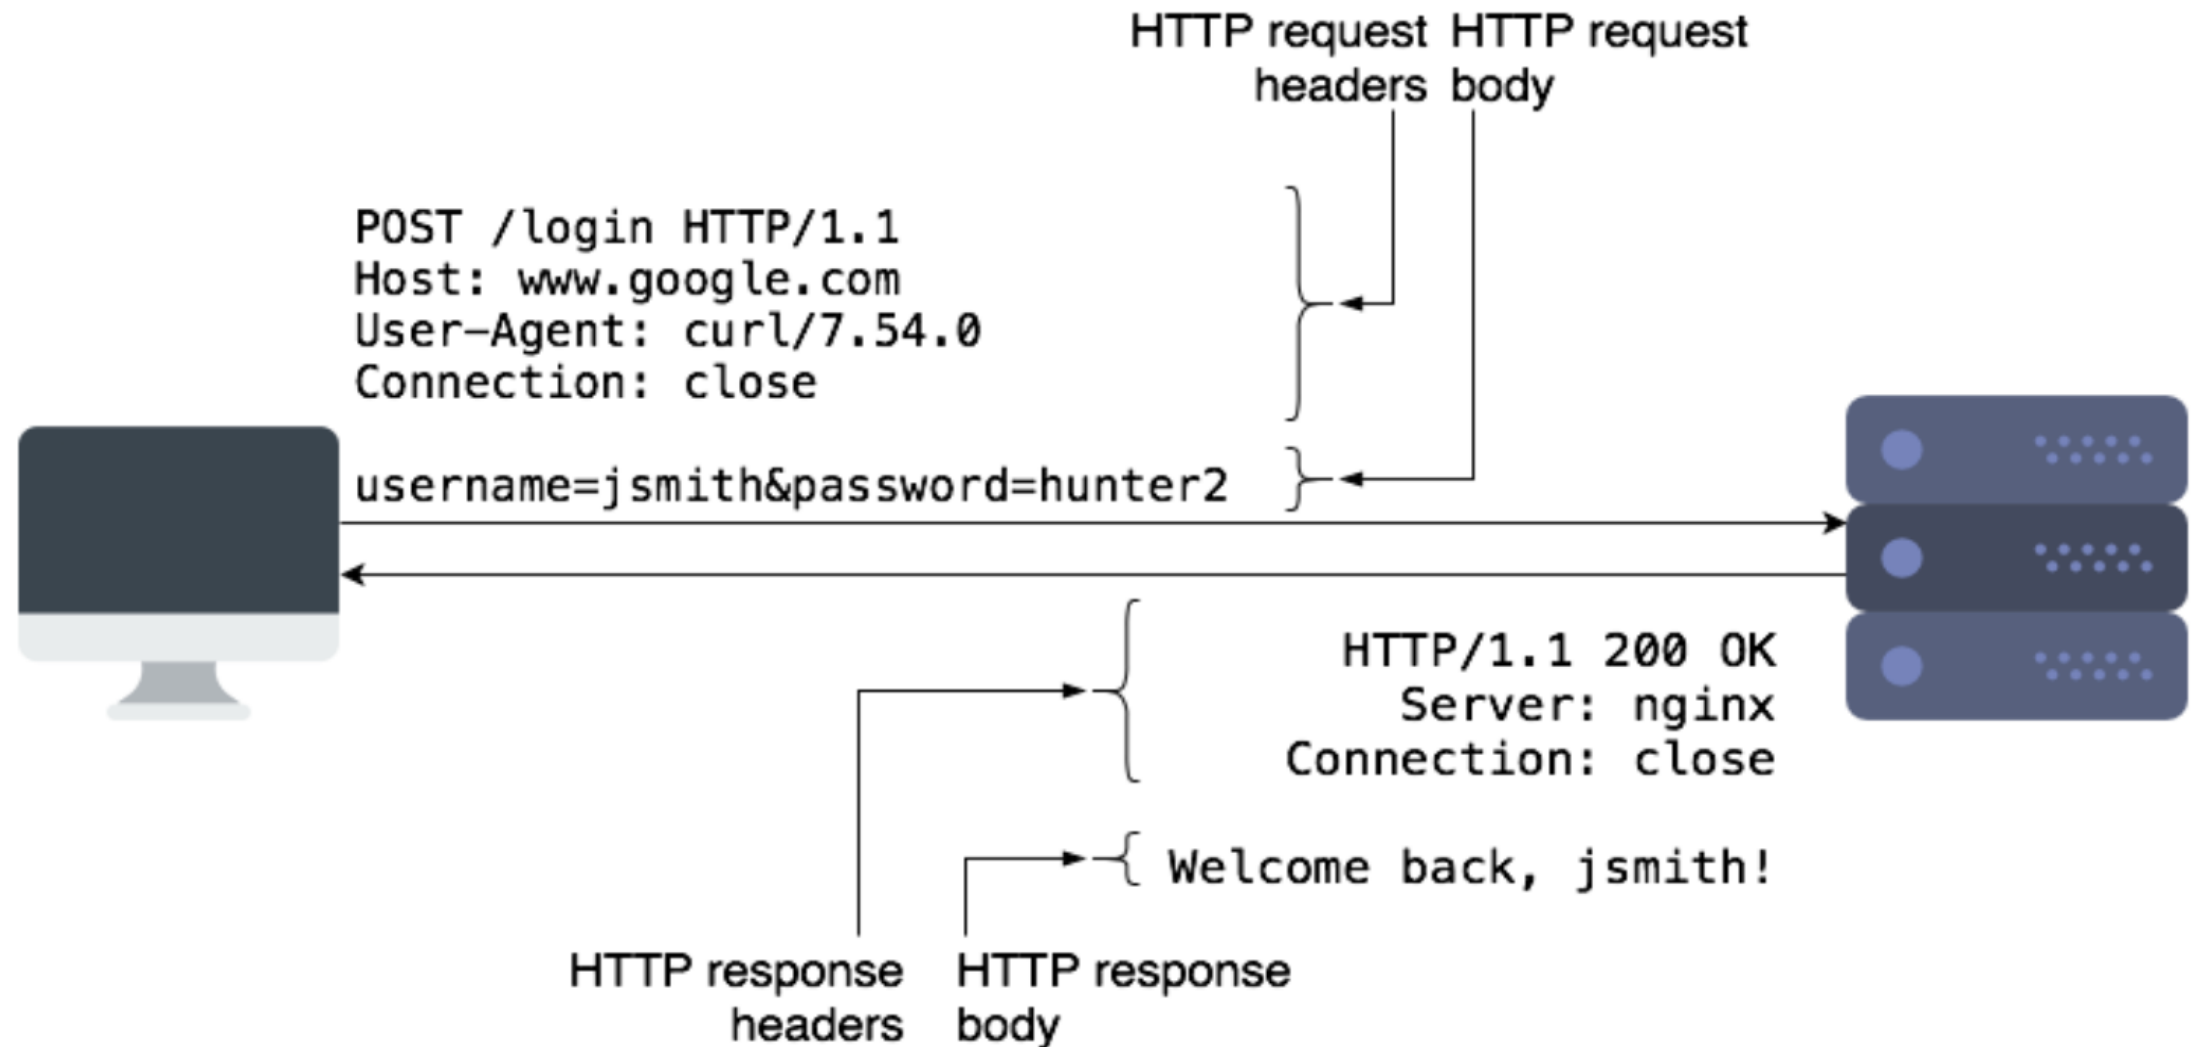 HTTP request headers
HTTP request body
POST /login HTTP/1.1
Host: www.google.com
User-Agent: curl/7.54.0
Connection: close
username=jsmith&password=hunter2
HTTP/1.1 200 OK
Server: nginx
Connection: close
Welcome back, jsmith!
HTTP response headers
HTTP response body